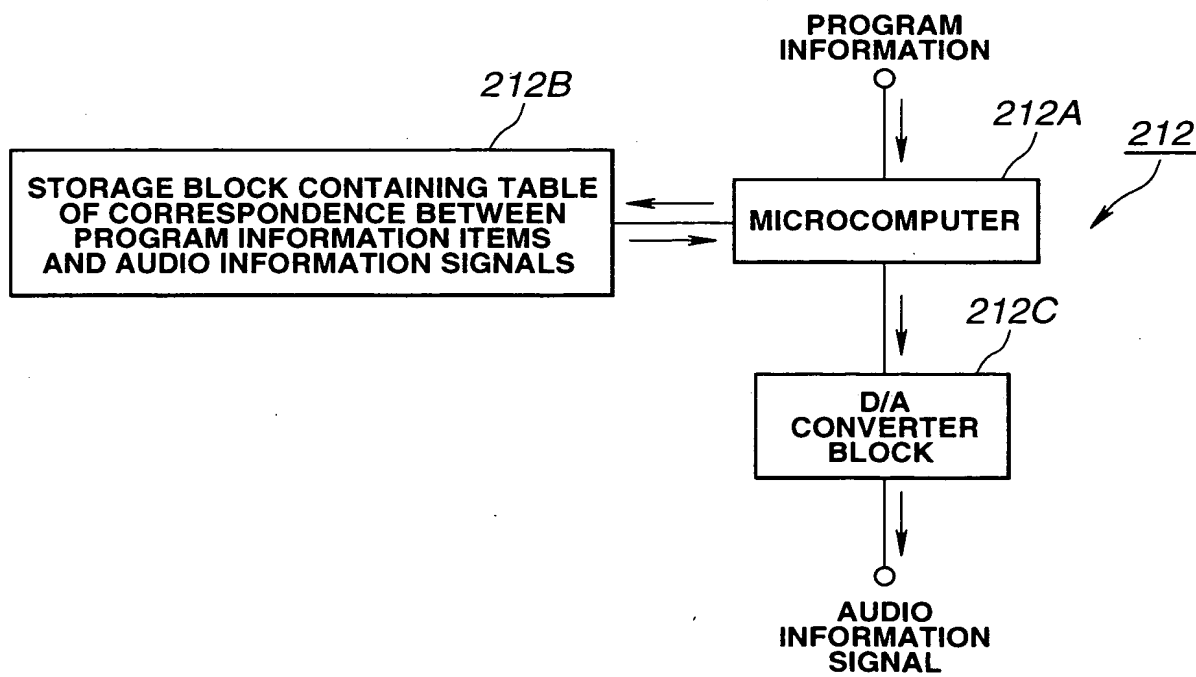 PROGRAM
INFORMATION
212B
212A
212
STORAGE BLOCK CONTAINING TABLE
OF CORRESPONDENCE BETWEEN
PROGRAM INFORMATION ITEMS
AND AUDIO INFORMATION SIGNALS
MICROCOMPUTER
212C
D/A
CONVERTER
BLOCK
AUDIO
INFORMATION
SIGNAL